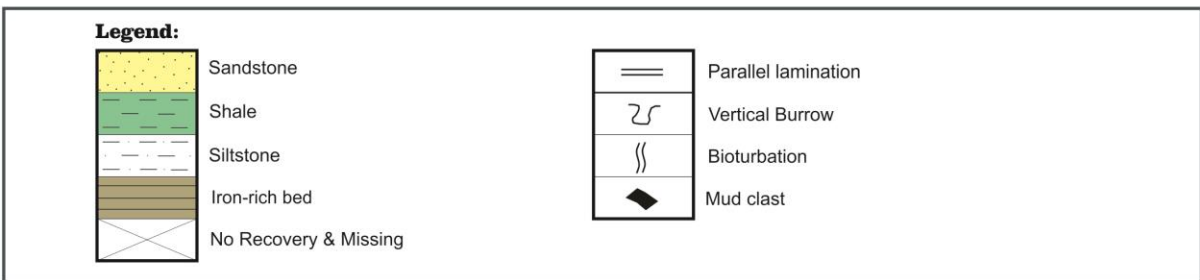 Legend:
Sandstone
Shale
Siltstone
Iron-rich bed
No Recovery & Missing
Parallel lamination
Vertical Burrow
Bioturbation
Mud clast